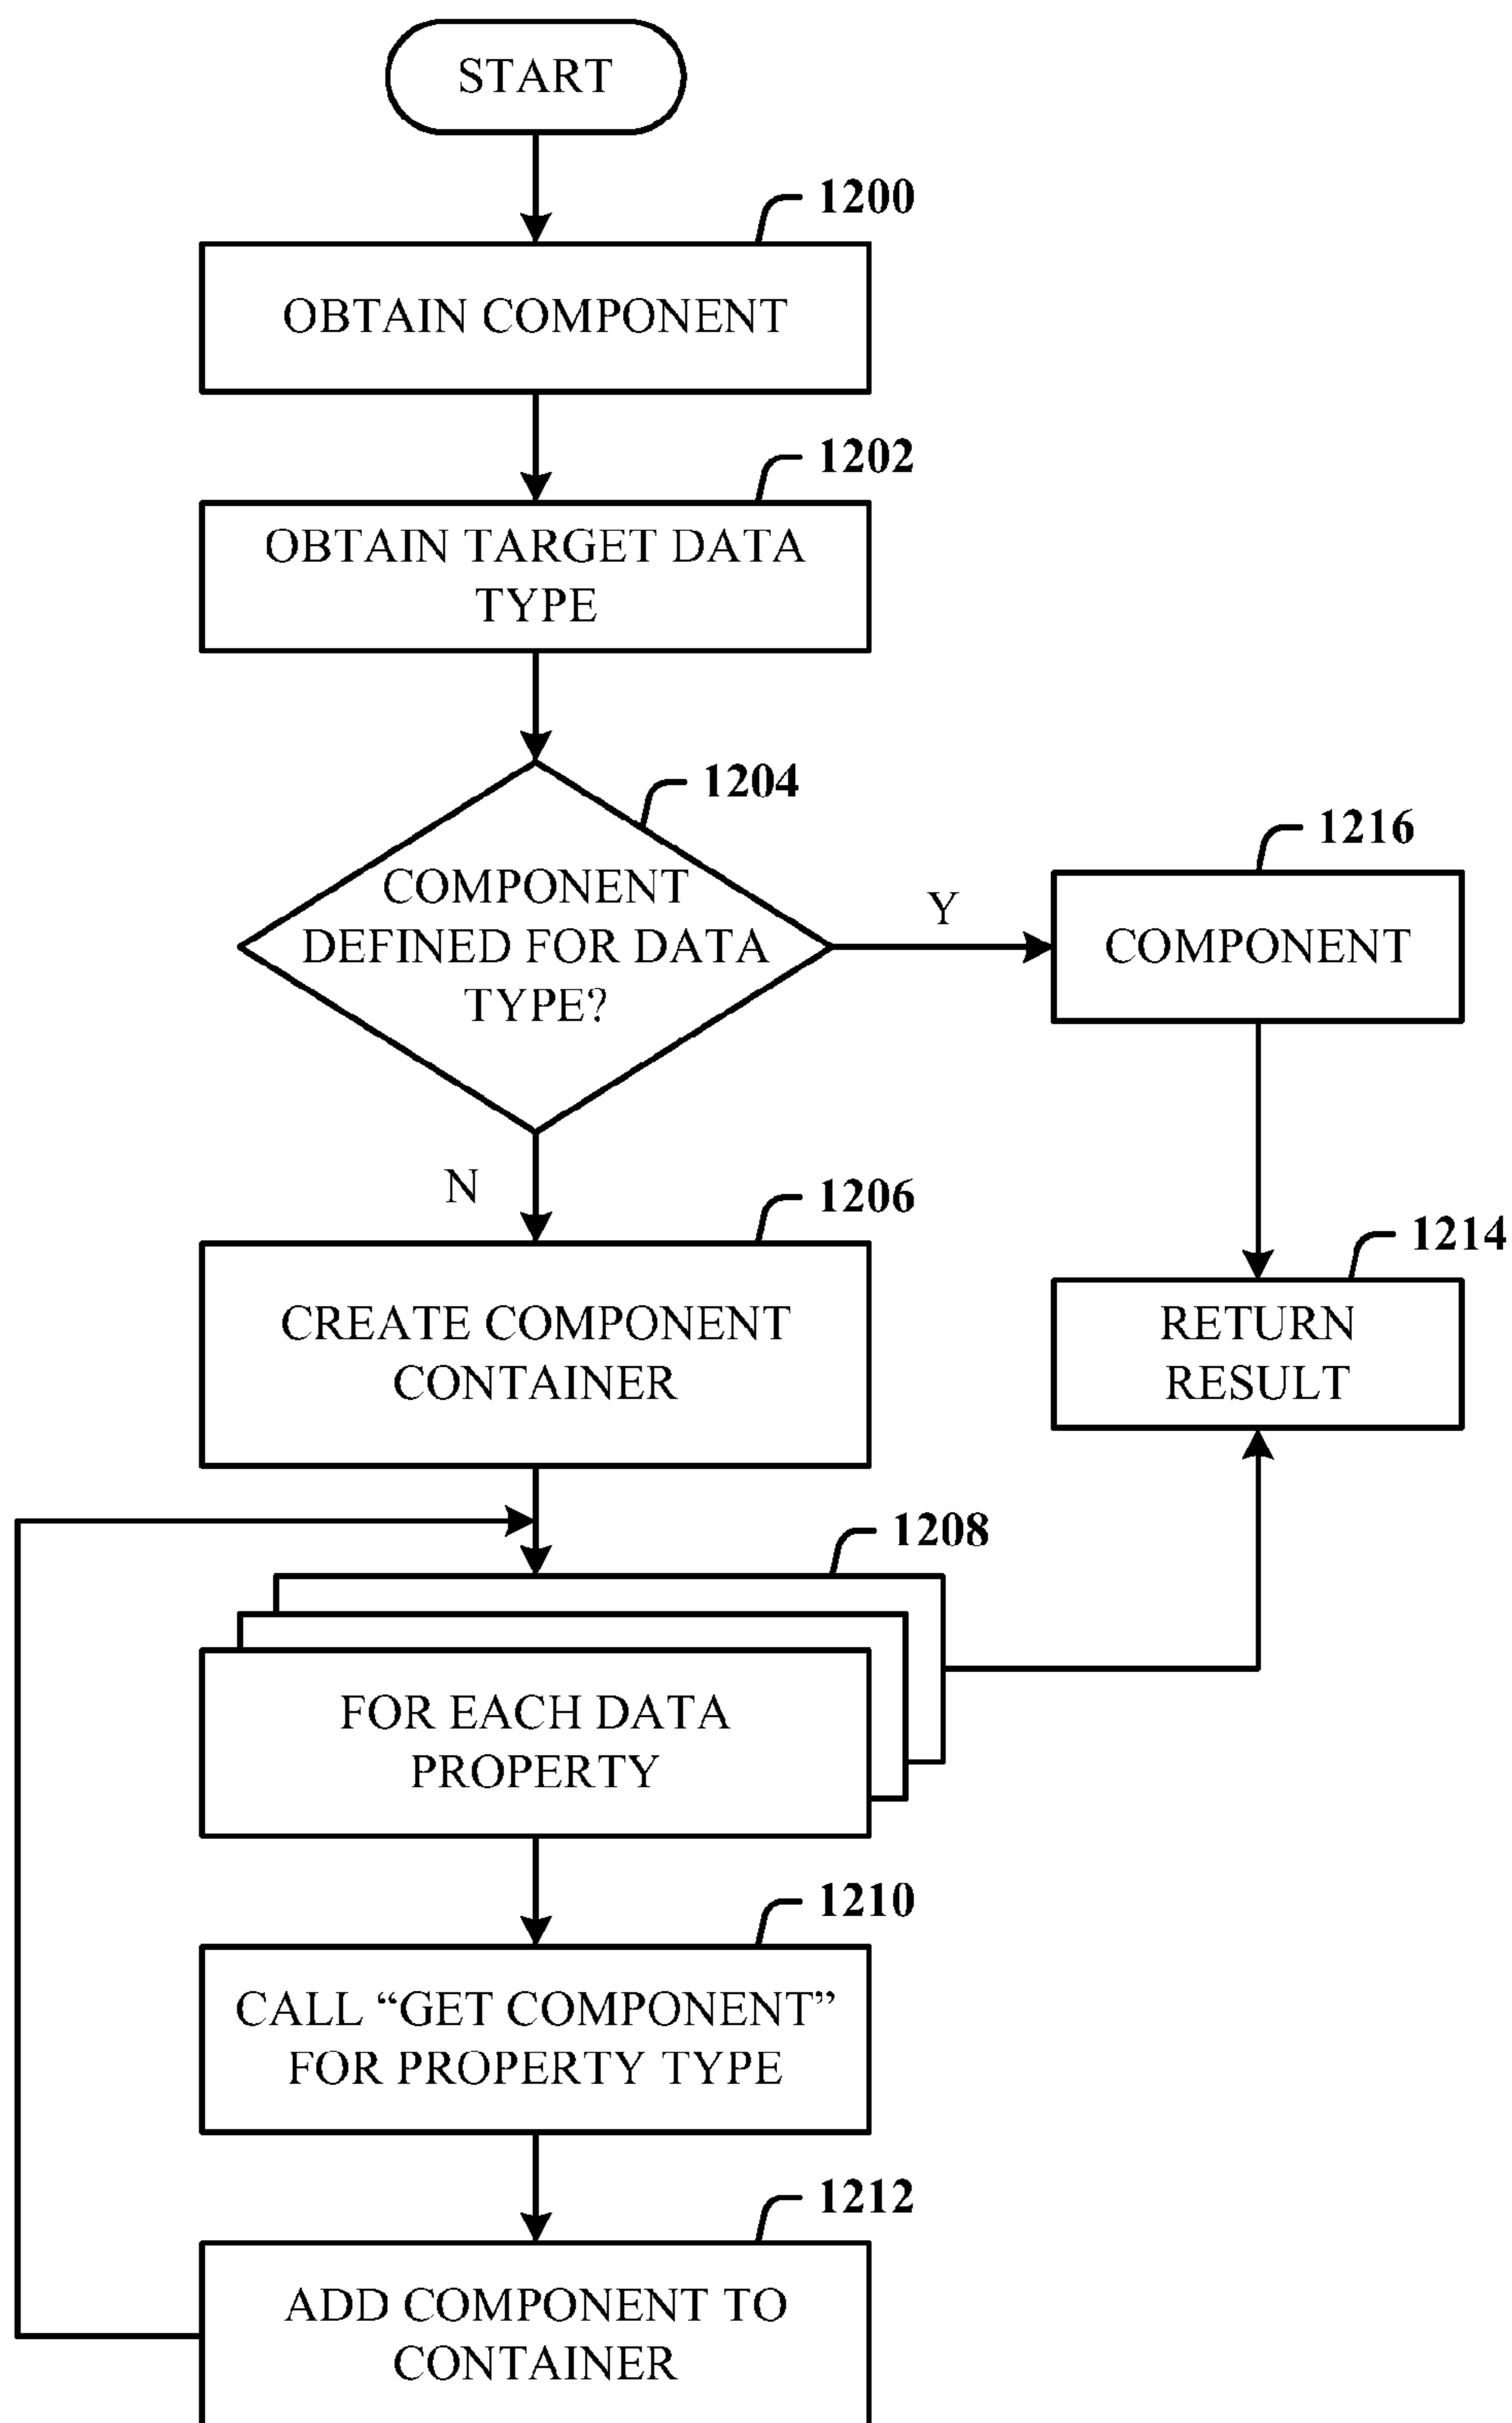 START
1200
OBTAIN COMPONENT
1202
OBTAIN TARGET DATA
TYPE
1204
COMPONENT
DEFINED FOR DATA
TYPE?
Y
1216
COMPONENT
N
1206
CREATE COMPONENT
CONTAINER
1214
RETURN
RESULT
1208
FOR EACH DATA
PROPERTY
1210
CALL “GET COMPONENT”
FOR PROPERTY TYPE
1212
ADD COMPONENT TO
CONTAINER